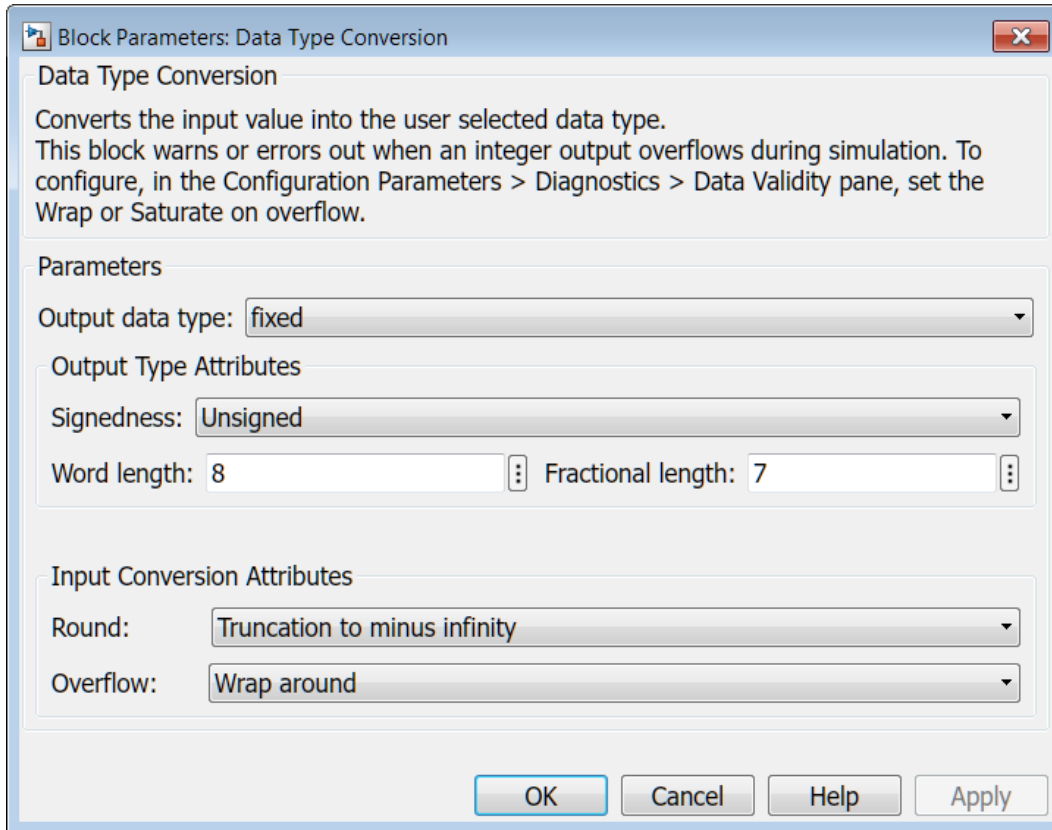 Block Parameters: Data Type Conversion
Data Type Conversion
Converts the input value into the user selected data type.
This block warns or errors out when an integer output overflows during simulation. To
configure, in the Configuration Parameters > Diagnostics > Data Validity pane, set the
Wrap or Saturate on overflow.
Parameters
Output data type: fixed
Output Type Attributes
Signedness: Unsigned
Word length: 8 Fractional length: 7
Input Conversion Attributes
Round: Truncation to minus infinity
Overflow: Wrap around
OK Cancel Help Apply